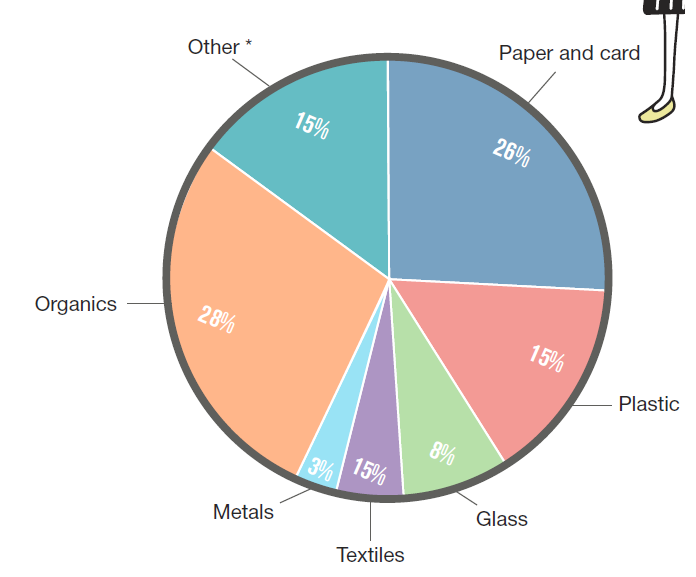 Other *
Paper and card
15%
26%
Organics
28%
15%
Plastic
8%
3%
15%
Metals
Glass
Textiles